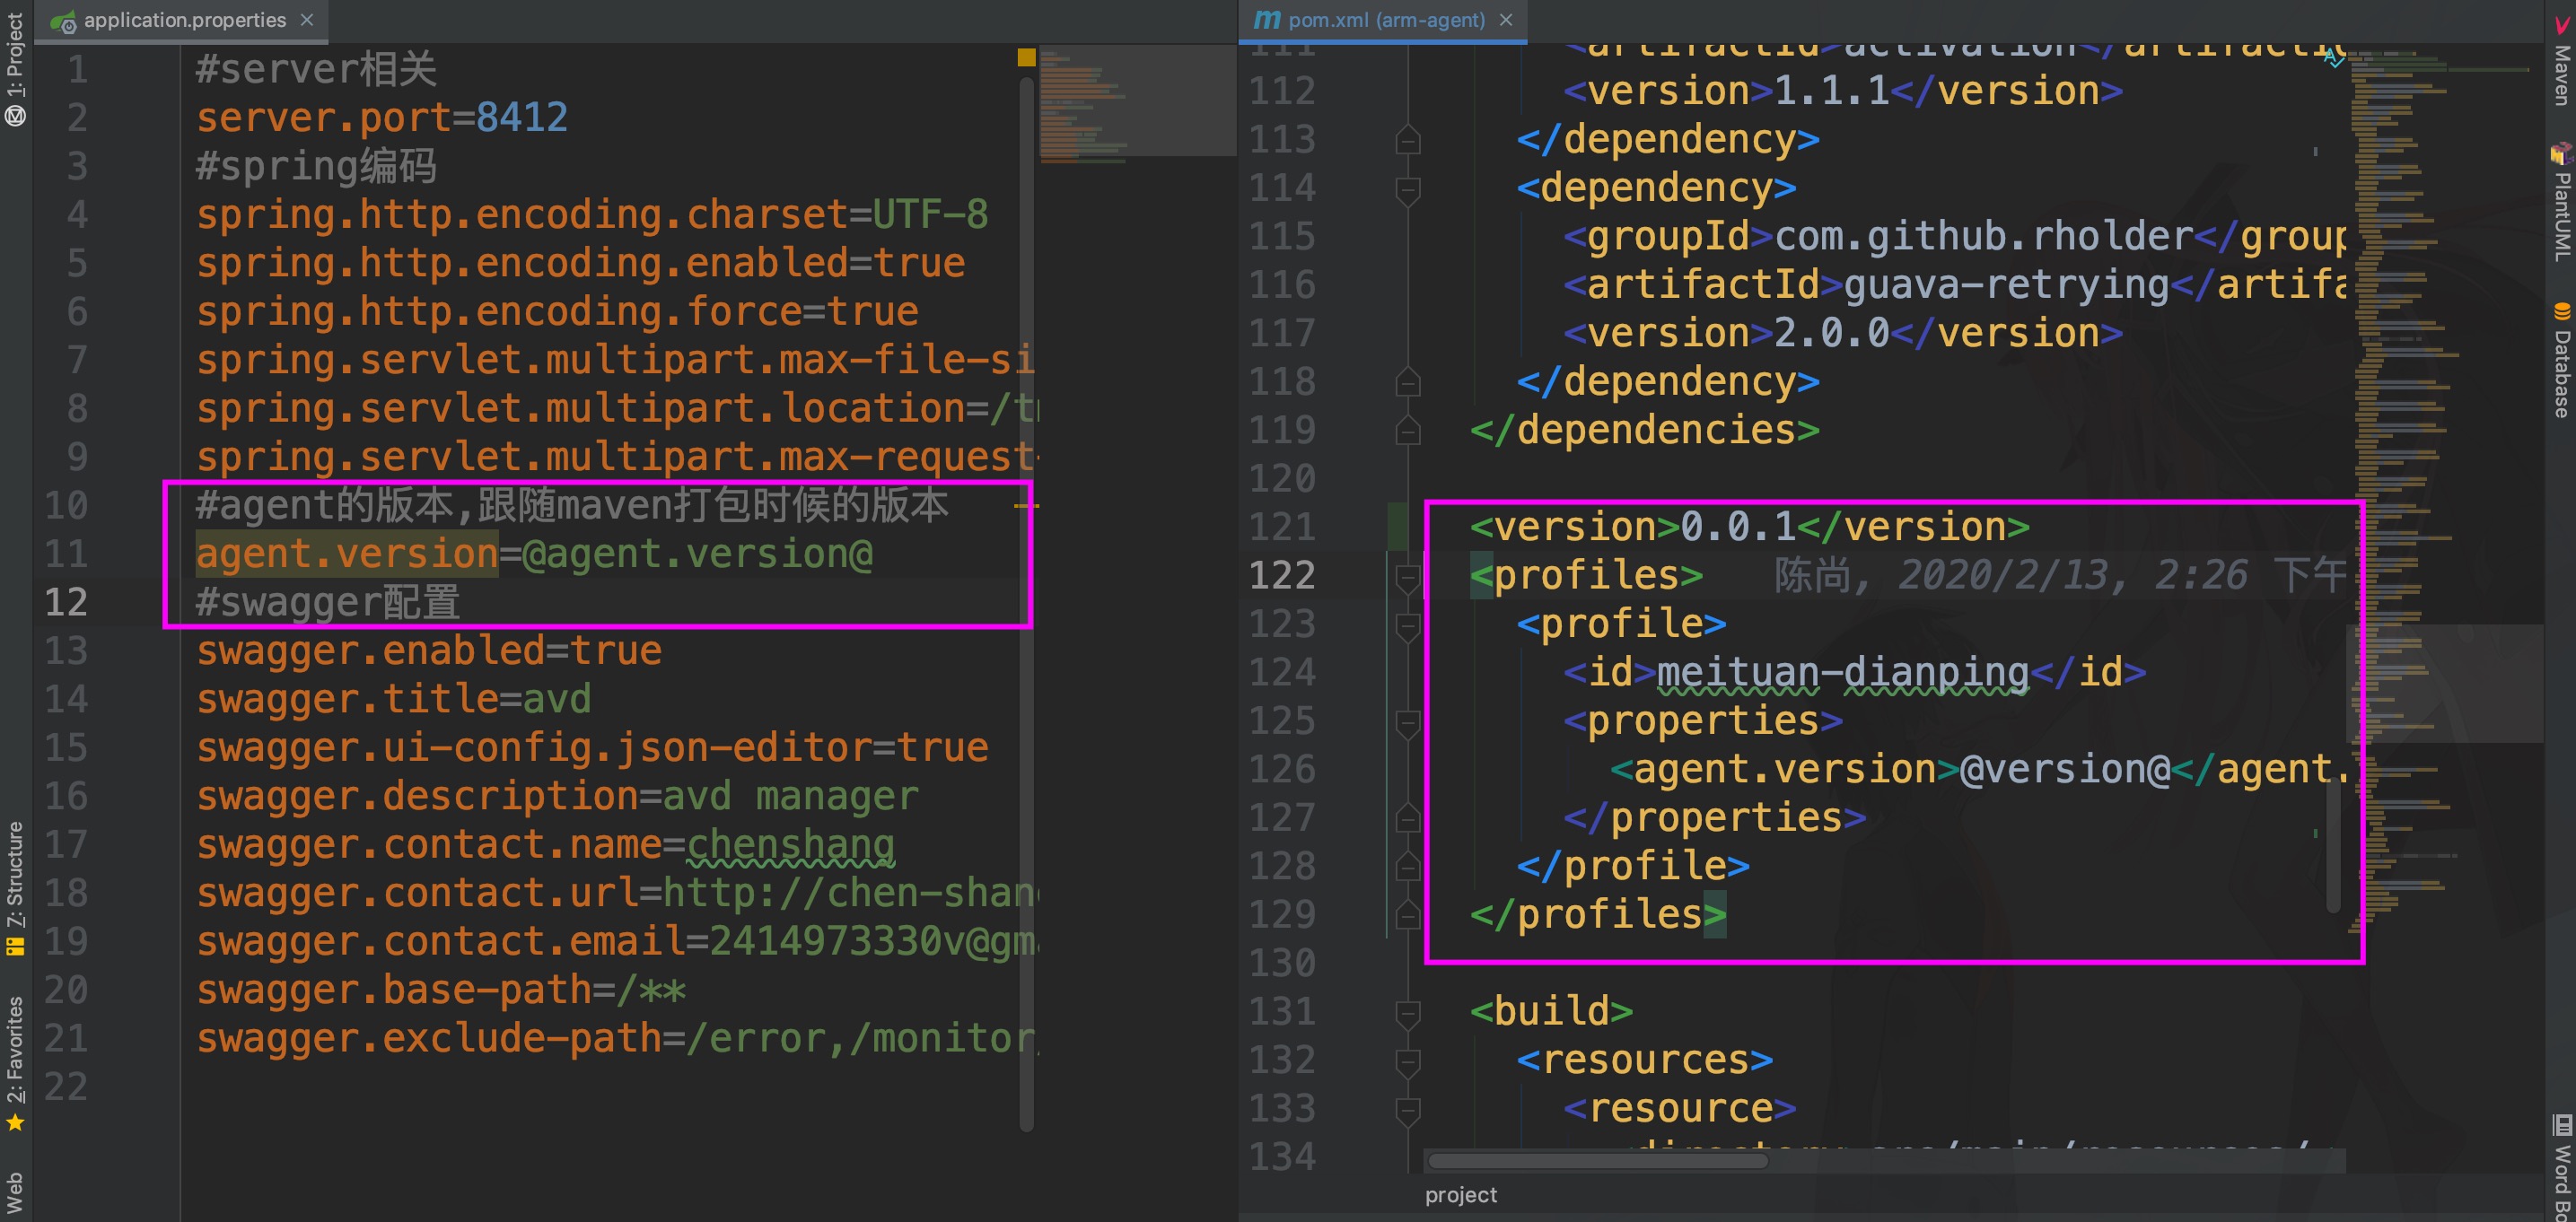 1: Project
application.properties
1 #server相关
2 server.port=8412
3 #spring编码
4 spring.http.encoding.charset=UTF-8
5 spring.http.encoding.enabled=true
6 spring.http.encoding.force=true
7 spring.servlet.multipart.max-file-si
8 spring.servlet.multipart.location=/t
9 spring.servlet.multipart.max-request-
10 #agent的版本,跟随maven打包时候的版本
11 agent.version=@agent.version@
12 #swagger配置
13 swagger.enabled=true
14 swagger.title=avd
15 swagger.ui-config.json-editor=true
16 swagger.description=avd manager
17 swagger.contact.name=chenshang
18 swagger.contact.url=http://chen-shan
19 swagger.contact.email=2414973330v@gm
20 swagger.base-path=/**
21 swagger.exclude-path=/error,/monitor
22
Z: Structure
2: Favorites
Web
pom.xml (arm-agent)
111 <artifactId>activation</artifactId
112 <version>1.1.1</version>
113 </dependency>
114 <dependency>
115 <groupId>com.github.rholder</group
116 <artifactId>guava-retrying</artifa
117 <version>2.0.0</version>
118 </dependency>
119 </dependencies>
120
121 <version>0.0.1</version>
122 <profiles> 陈尚, 2020/2/13, 2:26 下午
123 <profile>
124 <id>meituan-dianping</id>
125 <properties>
126 <agent.version>@version@</agent.
127 </properties>
128 </profile>
129 </profiles>
130
131 <build>
132 <resources>
133 <resource>
134
project
Maven
PlantUML
Database
Word Bo